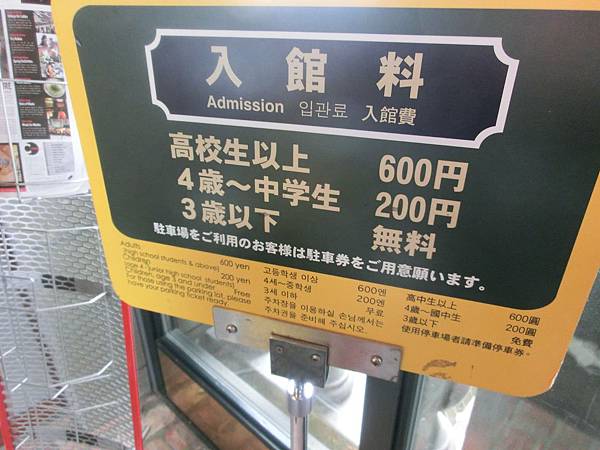 入館料
Admission 입관료 入館費
高校生以上 600円
4歳～中学生 200円
3歳以下 無料
駐車場をご利用のお客様は駐車券をご用意願います。
Adults
(high school students & above) 600 yen
Children
(age 4 - junior high school students) 200 yen
Children, age 3 and under Free
For those using the parking lot, please
have your parking ticket ready.
고등학생 이상 600엔
4세~중학생 200엔
3세 이하 무료
주차장을 이용하실 손님께서는
주차권을 준비해 주십시오.
高中生以上 600圓
4歲~國中生 200圓
3歲以下 免費
使用停車場者請準備停車券。